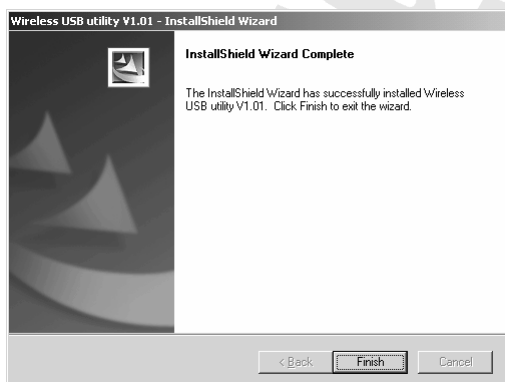 Wireless USB utility V1.01 - InstallShield Wizard
InstallShield Wizard Complete
The InstallShield Wizard has successfully installed Wireless
USB utility V1.01. Click Finish to exit the wizard.
< Back
Finish
Cancel